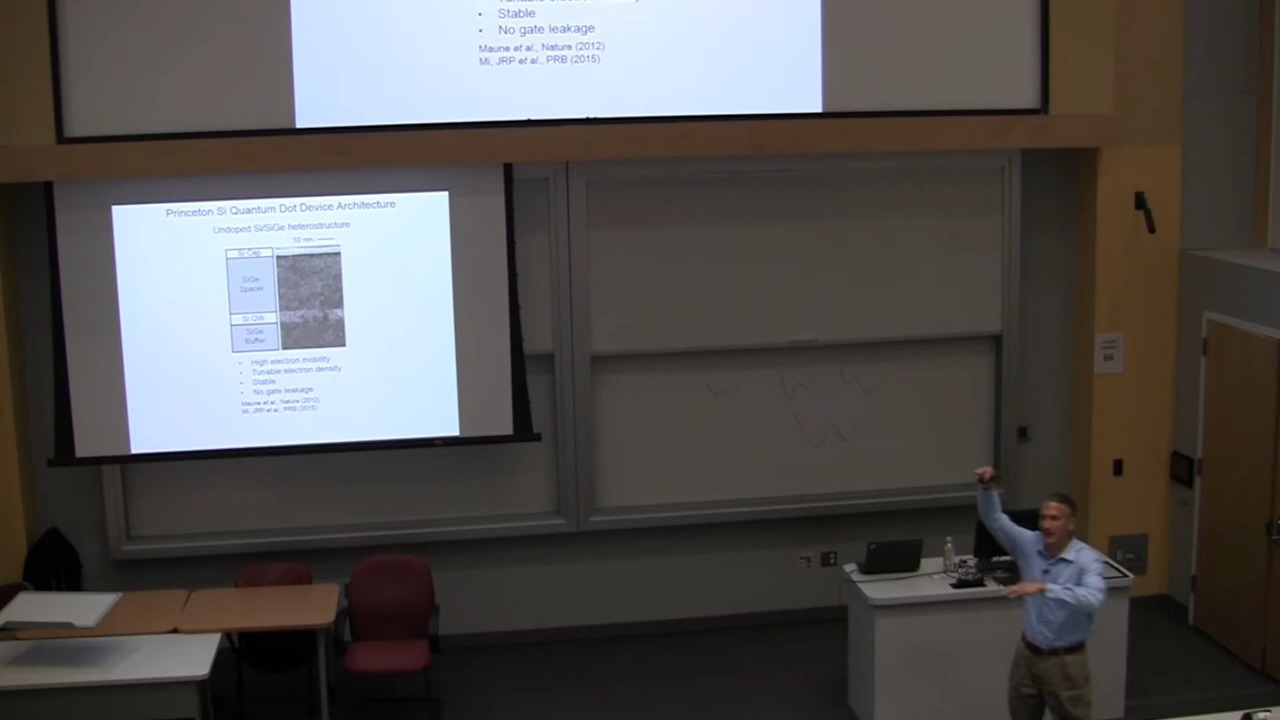 • Stable
• No gate leakage
Maune et al., Nature (2012)
Mi, JRP et al., PRB (2015)
Princeton Si Quantum Dot Device Architecture
Undoped Si/SiGe heterostructure
10 nm
Si Cap
SiGe
Spacer
Si QW
SiGe
Buffer
- High electron mobility
- Tunable electron density
- Stable
- No gate leakage
Maune et al., Nature (2012)
Mi, JRP et al., PRB (2015)
66